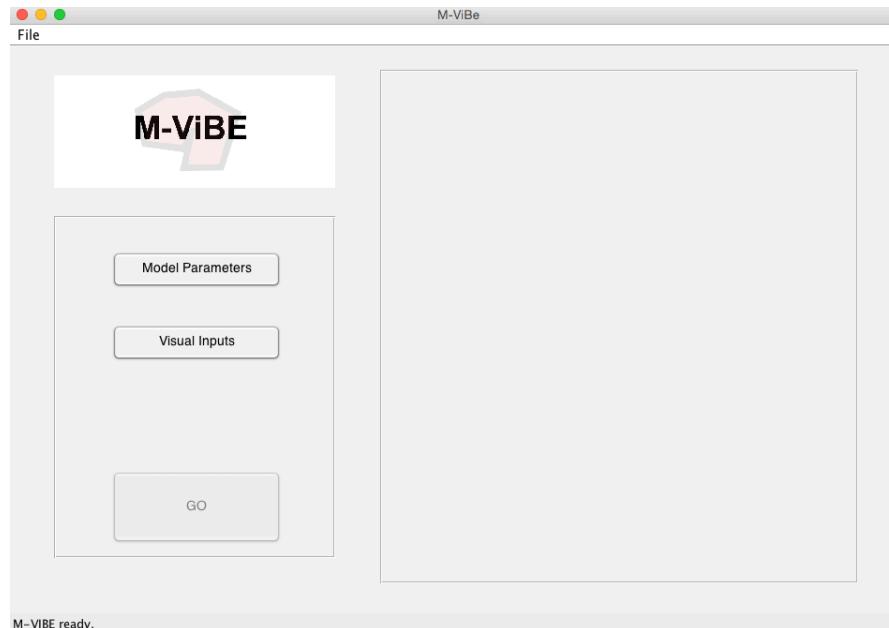 M-ViBe
File
M-ViBE
Model Parameters
Visual Inputs
GO
M-VIBE ready.